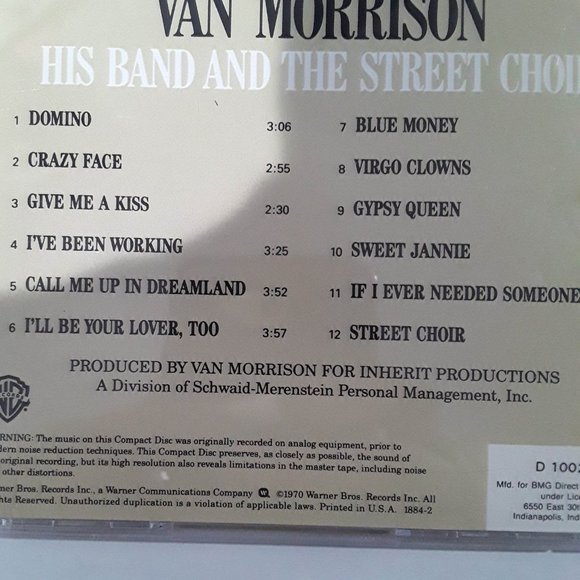 VAN MORRISON
HIS BAND AND THE STREET
1 DOMINO 3:06
2 CRAZY FACE 2:55
3 GIVE ME A KISS 2:30
4 I'VE BEEN WORKING 3:25
5 CALL ME UP IN DREAMLAND 3:52
6 I'LL BE YOUR LOVER, TOO 3:57
7 BLUE MONEY
8 VIRGO CLOWNS
9 GYPSY QUEEN
10 SWEET JANNIE
11 IF I EVER NEEDED SOMEONE
12 STREET CHOIR
PRODUCED BY VAN MORRISON FOR INHERIT PRODUCTIONS
A Division of Schwaid-Merenstein Personal Management, Inc.
The music on this Compact Disc was originally recorded on analog equipment, prior to
noise reduction techniques. This Compact Disc preserves, as closely as possible, the sound of
original recording, but its high resolution also reveals limitations in the master tape, including noise
other distortions.
Bros. Records Inc., a Warner Communications Company ℗ ©1970 Warner Bros. Records Inc. All
Rights Reserved. Unauthorized duplication is a violation of applicable laws. Printed in U.S.A. 1884-2
D 100
Mfd. for BMG Direct
under
6550 East 30th
Indianapolis,